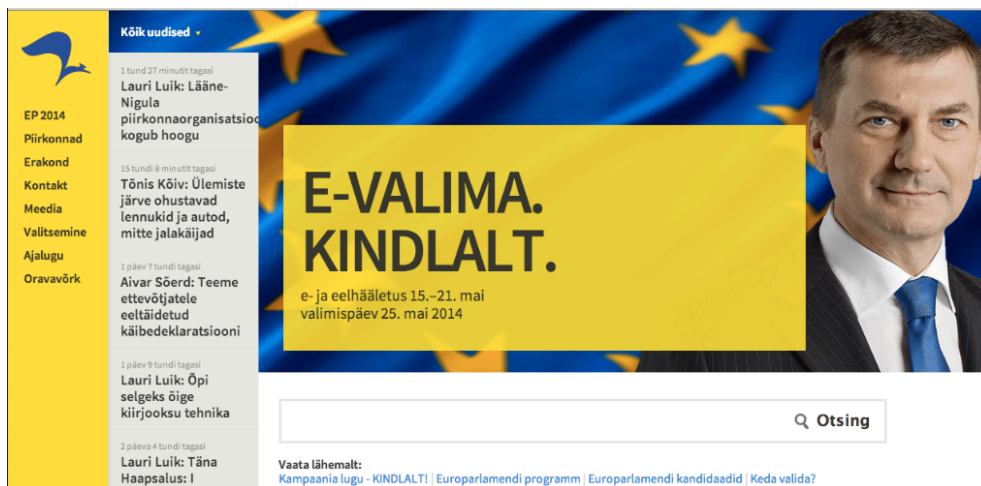 EP 2014
Piirkonnad
Erakond
Kontakt
Meedia
Valitsemine
Ajalugu
Oravavõrk
Kõik uudised
1 tund 27 minutit tagasi
Lauri Luik: Lääne-
Nigula
piirkonnaorganisatsioo
kogub hoogu
15 tundi 8 minutit tagasi
Tõnis Kõiv: Ülemiste
järve ohustavad
lennukid ja autod,
mitte jalakäijad
1 päev 7 tundi tagasi
Aivar Sõerd: Teeme
ettevõtjatele
eeltäidetud
käibedeklaratsiooni
1 päev 9 tundi tagasi
Lauri Luik: Õpi
selgeks õige
kiirjooksu tehnika
2 päeva 4 tundi tagasi
Lauri Luik: Täna
Haapsalus: I
E-VALIMA.
KINDLALT.
e- ja eelhääletus 15.–21. mai
valimispäev 25. mai 2014
Otsing
Vaata lähemalt:
Kampaania lugu - KINDLALT! | Europarlamendi programm | Europarlamendi kandidaadid | Keda valida?